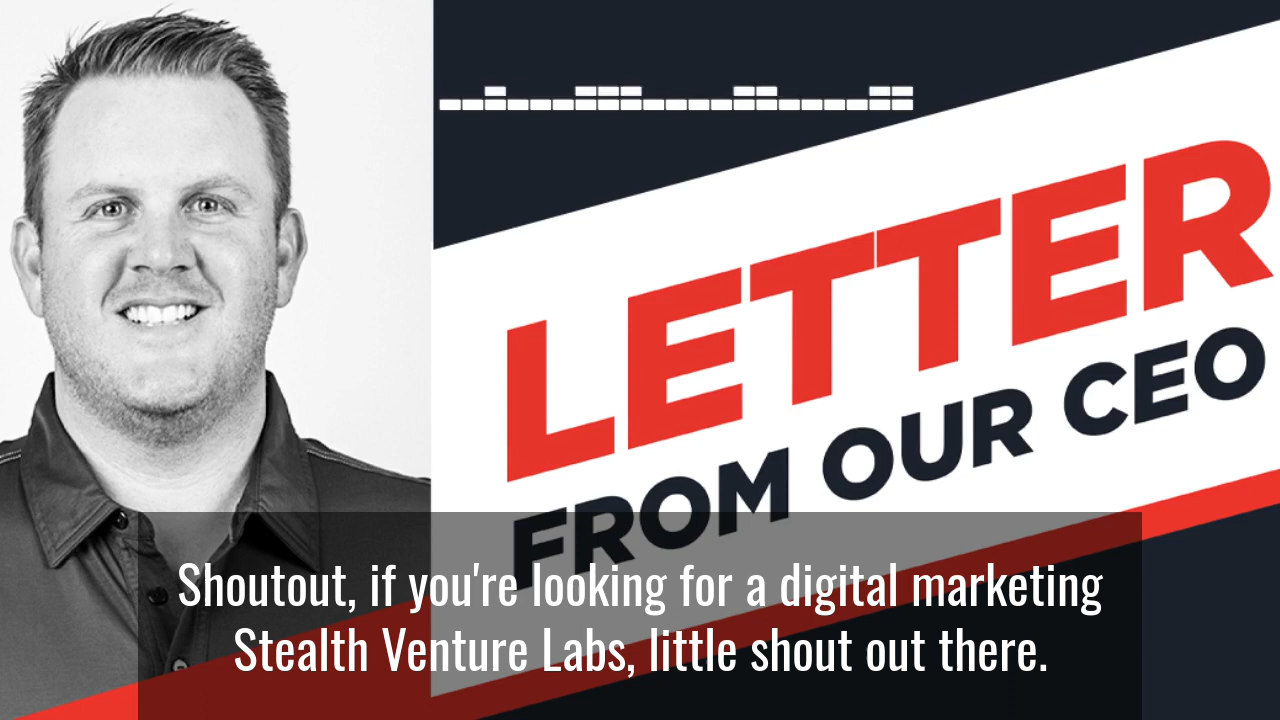 LETTER
FROM OUR CEO
Shoutout, if you're looking for a digital marketing
Stealth Venture Labs, little shout out there.